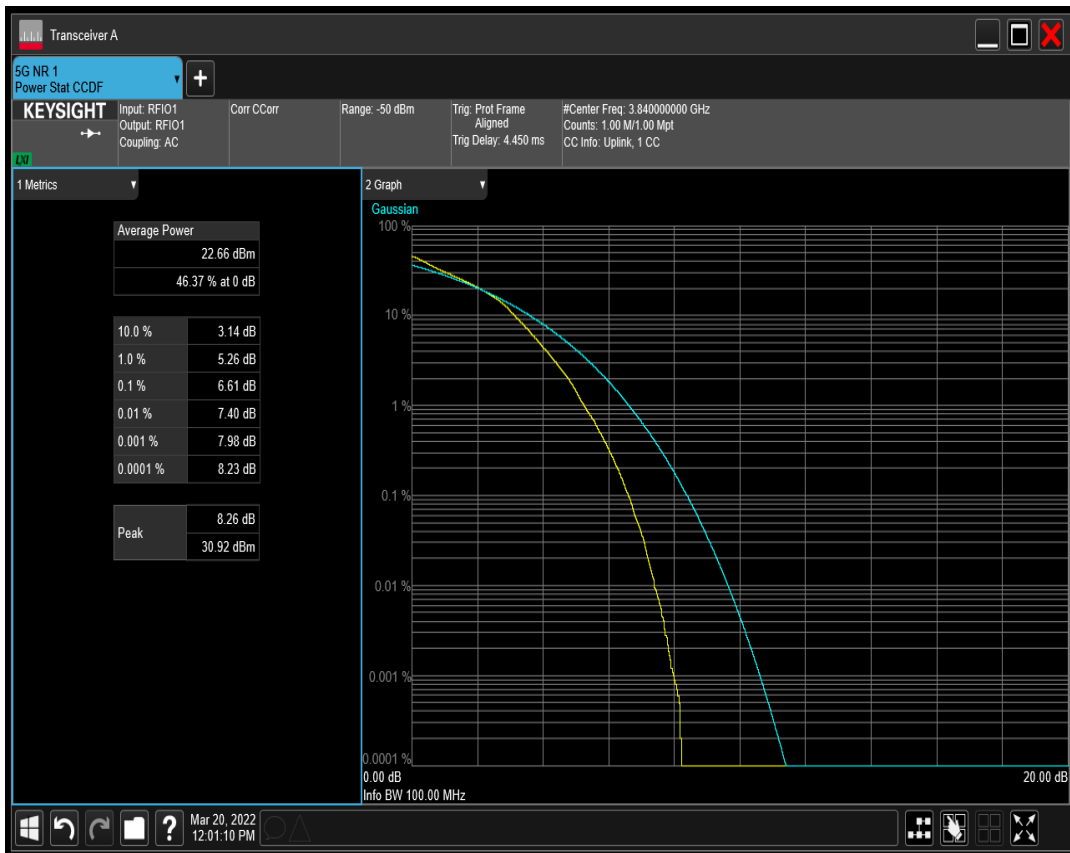 Transceiver A
5G NR 1
Power Stat CCDF
+
KEYSIGHT
LXI
Input: RFIO1
Output: RFIO1
Coupling: AC
Corr CCorr
Range: -50 dBm
Trig: Prot Frame
Aligned
Trig Delay: 4.450 ms
#Center Freq: 3.840000000 GHz
Counts: 1.00 M/1.00 Mpt
CC Info: Uplink, 1 CC
1 Metrics
Average Power
22.66 dBm
46.37 % at 0 dB
10.0 % 3.14 dB
1.0 % 5.26 dB
0.1 % 6.61 dB
0.01 % 7.40 dB
0.001 % 7.98 dB
0.0001 % 8.23 dB
Peak
8.26 dB
30.92 dBm
2 Graph
Gaussian
100 %
10 %
1 %
0.1 %
0.01 %
0.001 %
0.0001 %
0.00 dB 20.00 dB
Info BW 100.00 MHz
?
Mar 20, 2022
12:01:10 PM